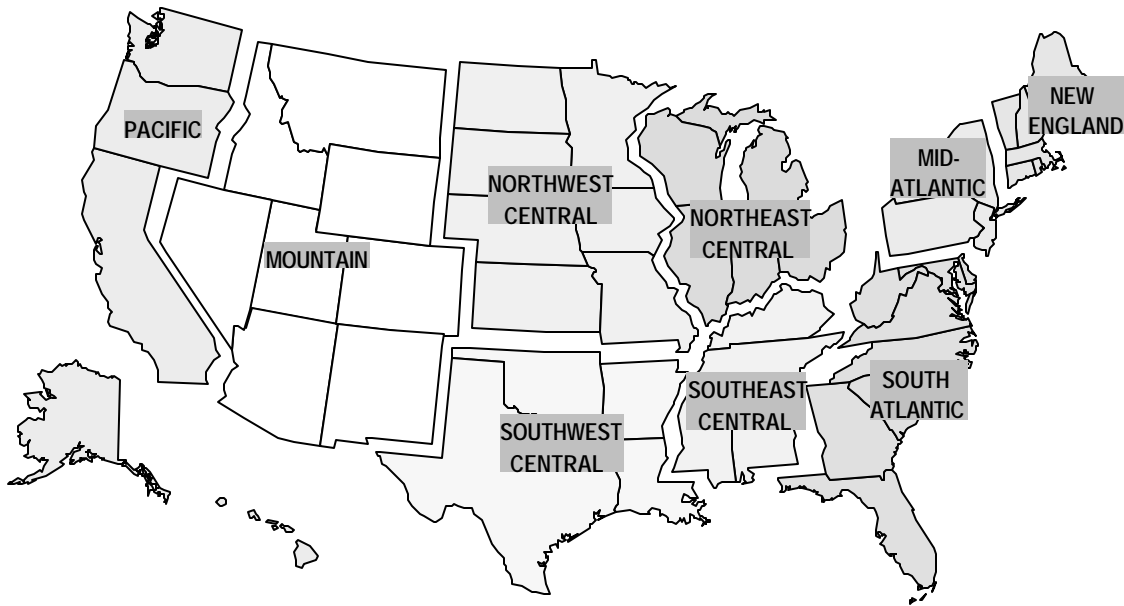 PACIFIC
MOUNTAIN
NORTHWEST
CENTRAL
SOUTHWEST
CENTRAL
NORTHEAST
CENTRAL
SOUTHEAST
CENTRAL
MID-
ATLANTIC
SOUTH
ATLANTIC
NEW
ENGLAND